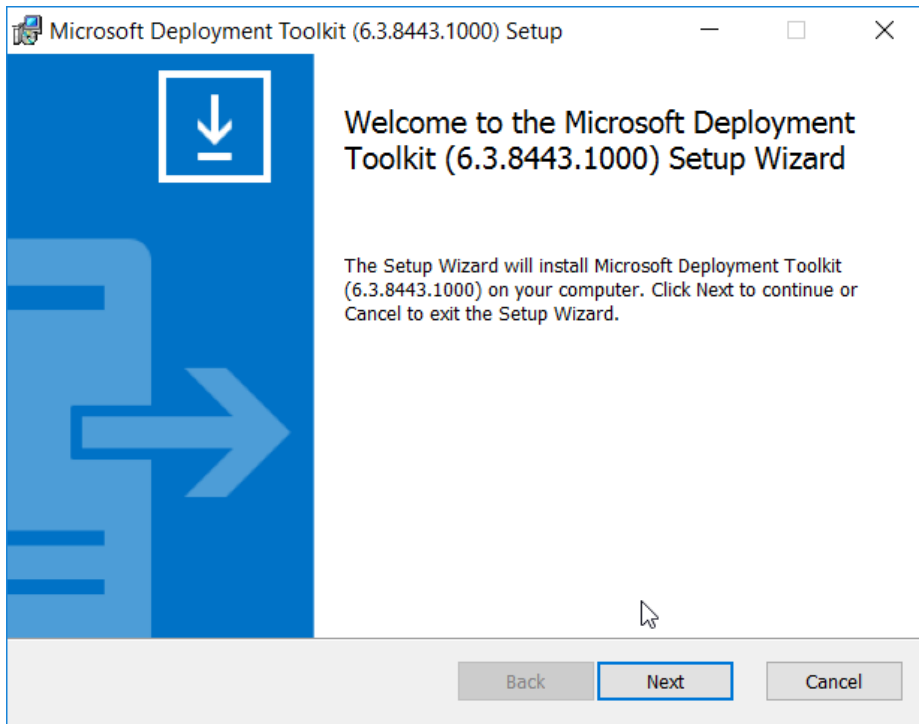 Microsoft Deployment Toolkit (6.3.8443.1000) Setup
Welcome to the Microsoft Deployment
Toolkit (6.3.8443.1000) Setup Wizard
The Setup Wizard will install Microsoft Deployment Toolkit
(6.3.8443.1000) on your computer. Click Next to continue or
Cancel to exit the Setup Wizard.
Back
Next
Cancel